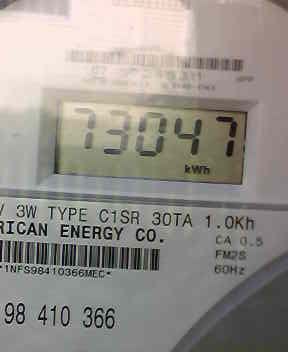 73047
kWh
V 3W TYPE C1SR 30TA 1.0Kh
RICAN ENERGY CO.
CA 0.5
FM2S
60Hz
*1NFS98410366MEC*
98 410 366